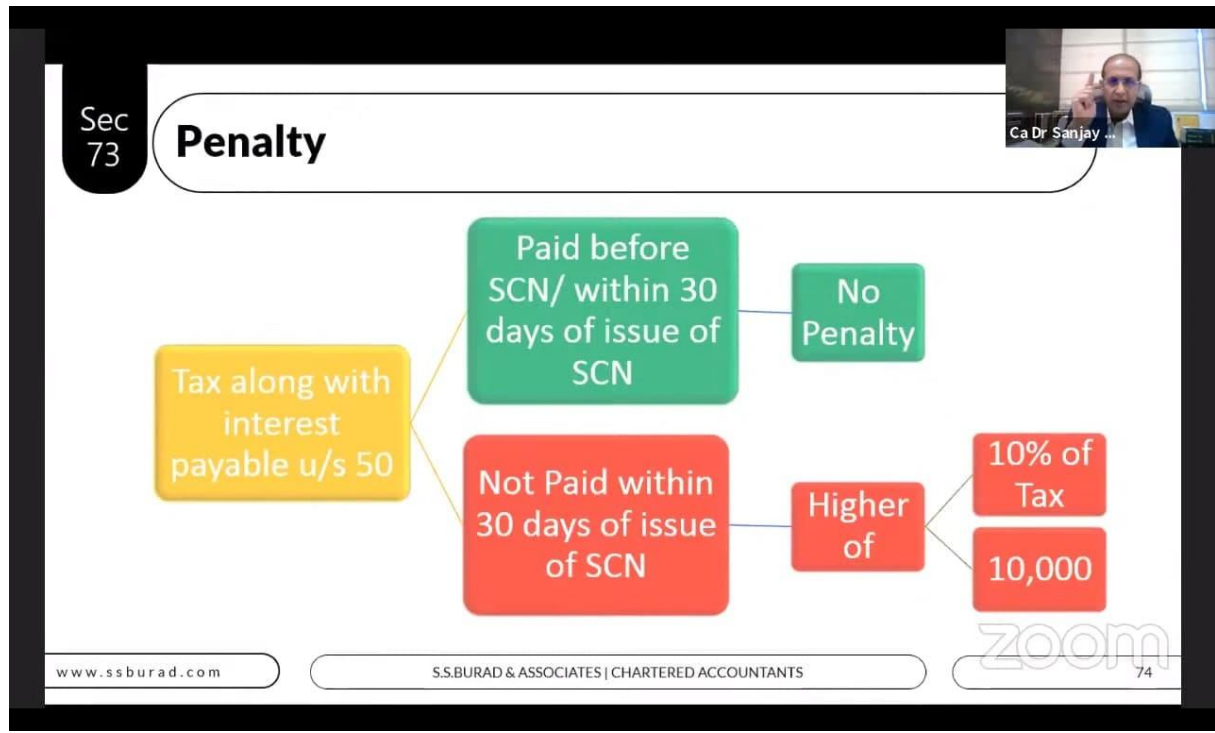 Sec
73
Penalty
Ca Dr Sanjay ...
Paid before
SCN/ within 30
days of issue of
SCN
No
Penalty
Tax along with
interest
payable u/s 50
Not Paid within
30 days of issue
of SCN
Higher
of
10% of
Tax
10,000
zoom
www.ssburad.com
S.S.BURAD & ASSOCIATES | CHARTERED ACCOUNTANTS
74